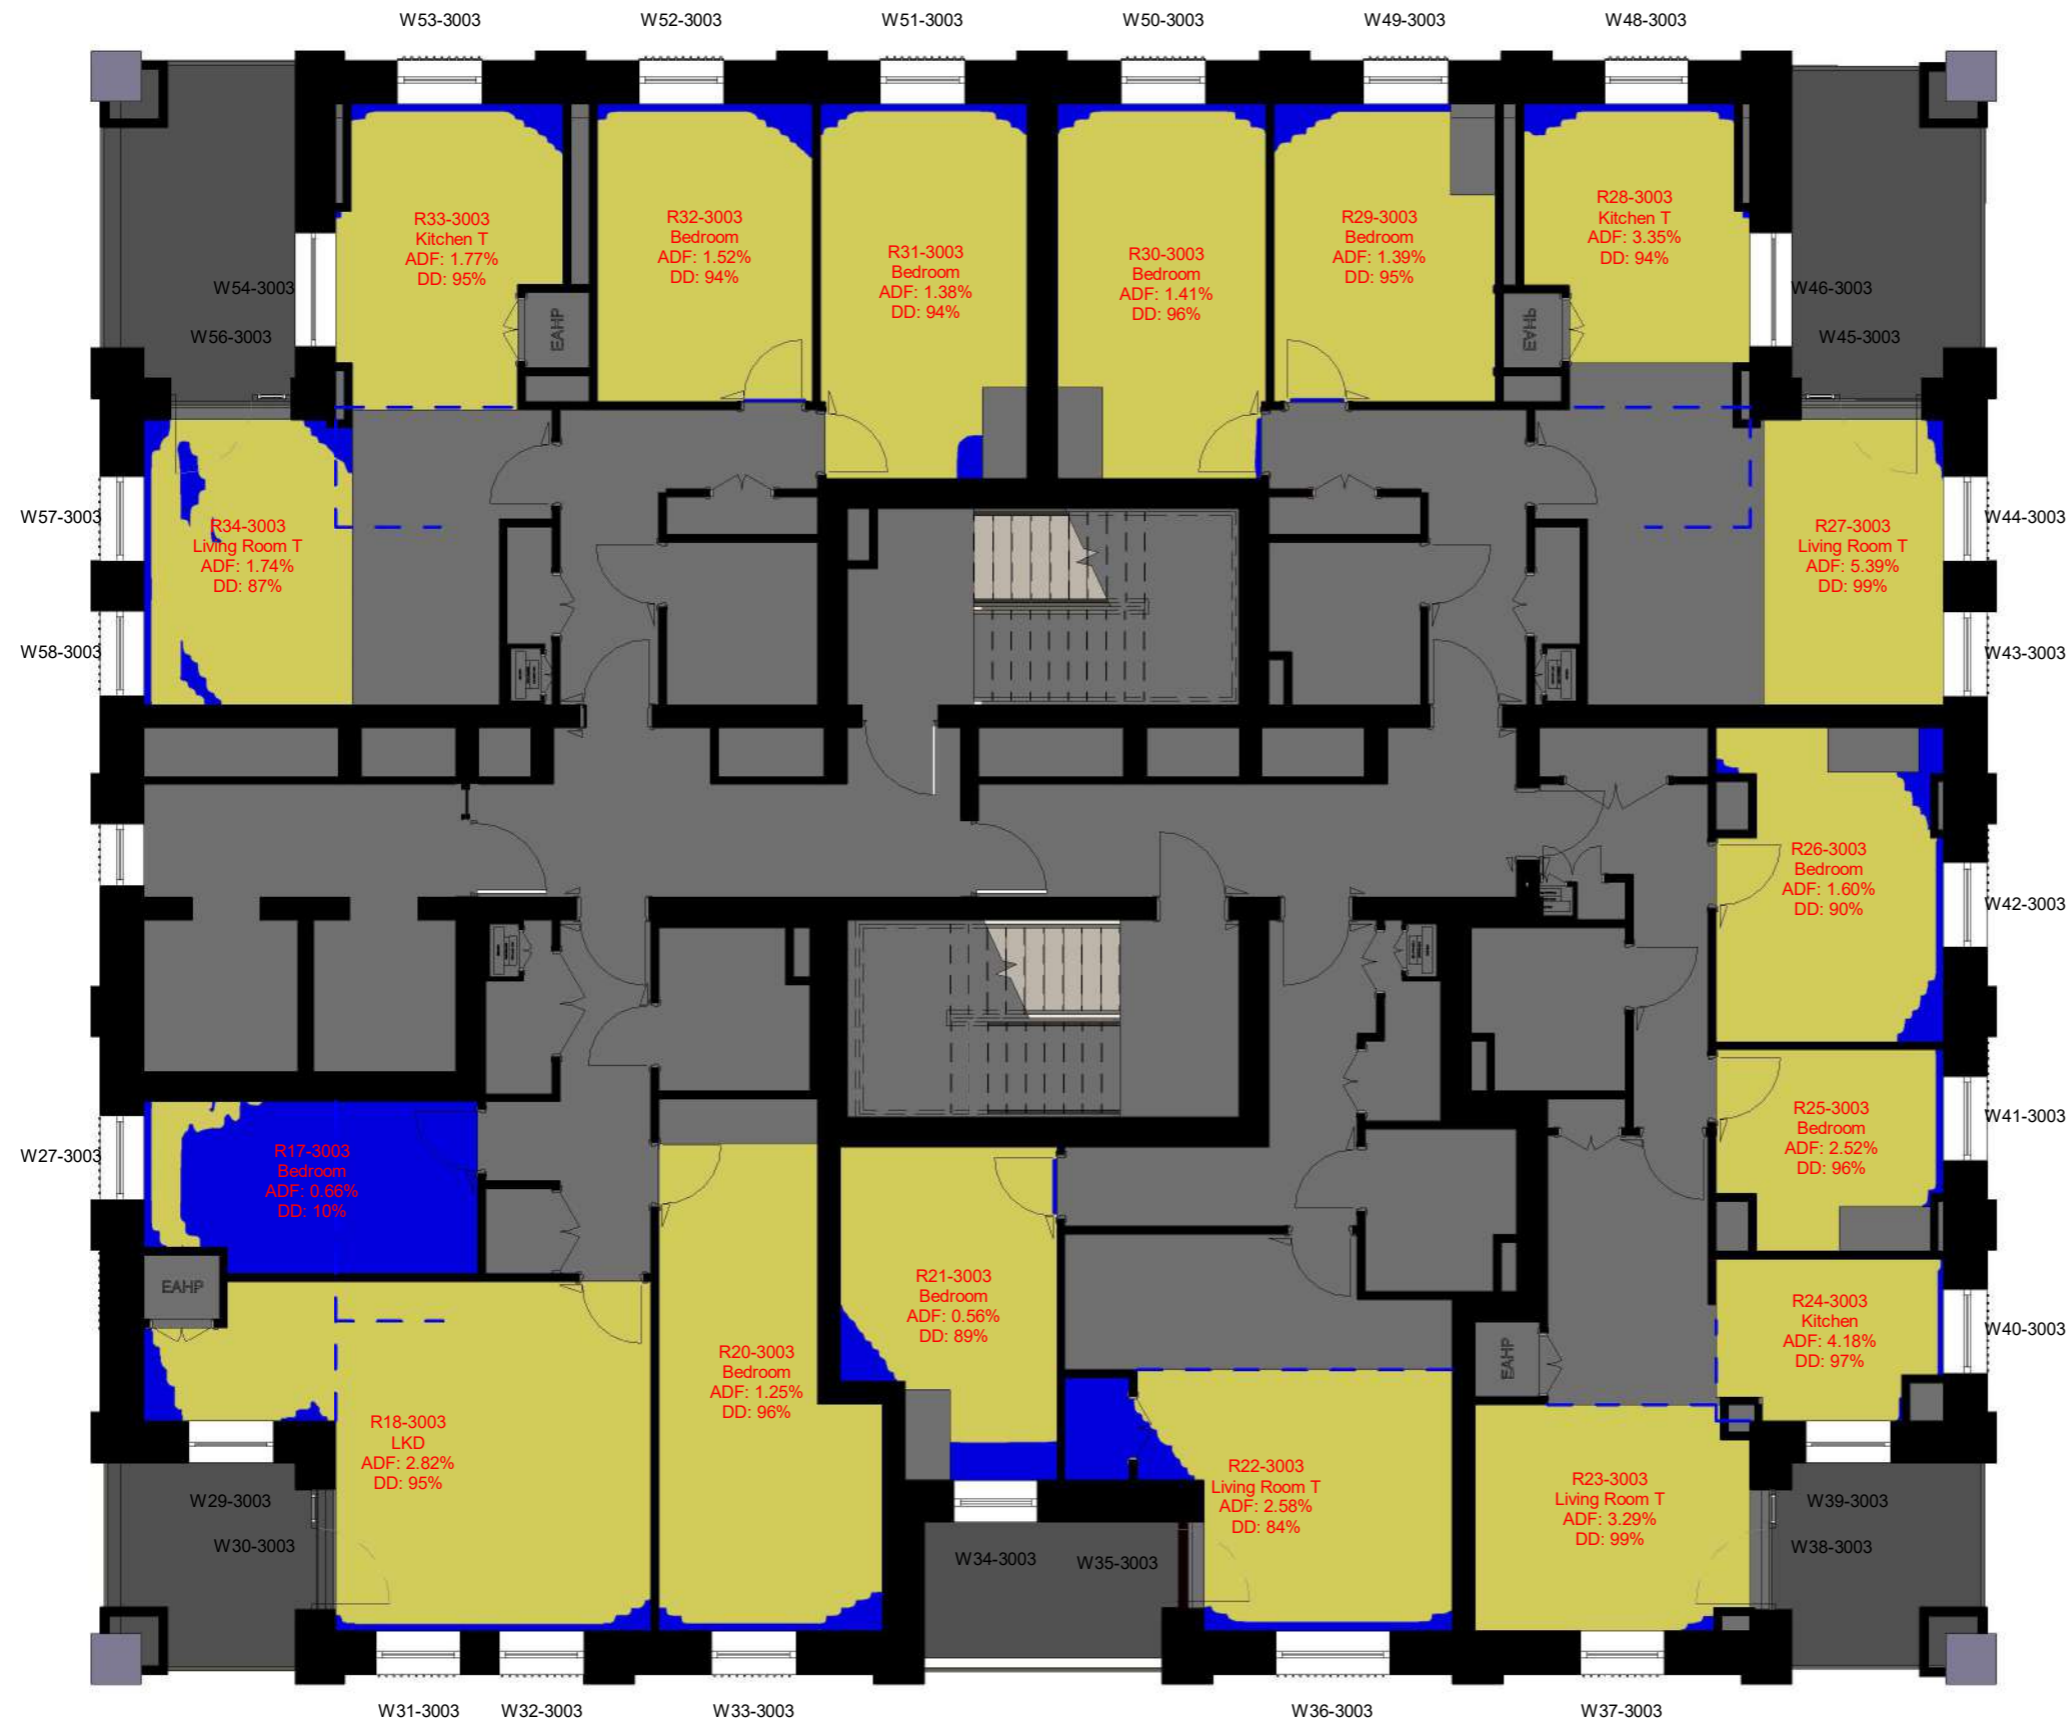 W53-3003
W52-3003
W51-3003
W50-3003
W49-3003
W48-3003
R33-3003
Kitchen T
ADF: 1.77%
DD: 95%
R32-3003
Bedroom
ADF: 1.52%
DD: 94%
R31-3003
Bedroom
ADF: 1.38%
DD: 94%
R30-3003
Bedroom
ADF: 1.41%
DD: 96%
R29-3003
Bedroom
ADF: 1.39%
DD: 95%
R28-3003
Kitchen T
ADF: 3.35%
DD: 94%
W54-3003
W56-3003
EAHP
EAHP
W46-3003
W45-3003
W57-3003
R34-3003
Living Room T
ADF: 1.74%
DD: 87%
W58-3003
R27-3003
Living Room T
ADF: 5.39%
DD: 99%
W44-3003
W43-3003
R26-3003
Bedroom
ADF: 1.60%
DD: 90%
W42-3003
R25-3003
Bedroom
ADF: 2.52%
DD: 96%
W41-3003
W27-3003
R17-3003
Bedroom
ADF: 0.66%
DD: 10%
EAHP
R21-3003
Bedroom
ADF: 0.56%
DD: 89%
R24-3003
Kitchen
ADF: 4.18%
DD: 97%
W40-3003
EAHP
R20-3003
Bedroom
ADF: 1.25%
DD: 96%
R18-3003
LKD
ADF: 2.82%
DD: 95%
R22-3003
Living Room T
ADF: 2.58%
DD: 84%
R23-3003
Living Room T
ADF: 3.29%
DD: 99%
W29-3003
W30-3003
W34-3003
W35-3003
W39-3003
W38-3003
W31-3003
W32-3003
W33-3003
W36-3003
W37-3003